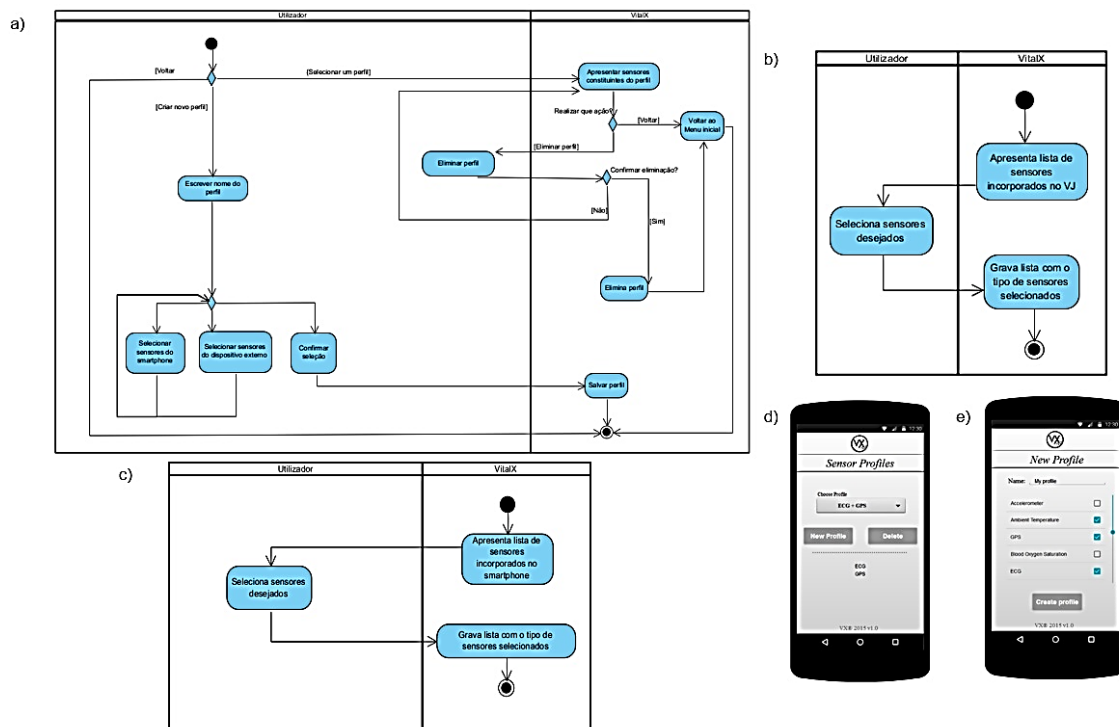 a)
Utilizador
VitalX
[Voltar
[Selecionar um perfil]
[Criar novo perfil]
Apresentar sensores
constituintes do perfil
Realizar que ação?
[Voltar]
Voltar ao
Menu inicial
[Eliminar perfil]
Eliminar perfil
Confirmar eliminação?
[Não]
[Sim]
Elimina perfil
Escrever nome do
perfil
Selecionar
sensores do
smartphone
Selecionar sensores
do dispositivo externo
Confirmar
seleção
Salvar perfil
b)
Utilizador
VitalX
Apresenta lista de
sensores
incorporados no VJ
Seleciona sensores
desejados
Grava lista com o
tipo de sensores
selecionados
c)
Utilizador
VitalX
Apresenta lista de
sensores
incorporados no
smartphone
Seleciona sensores
desejados
Grava lista com o tipo de
sensores selecionados
d)
12:30
VX
Sensor Profiles
Choose Profile
ECG + GPS
New Profile
Delete
ECG
GPS
VX® 2015 v1.0
e)
12:30
VX
New Profile
Name: My profile
Accelerometer
Ambient Temperature
GPS
Blood Oxygen Saturation
ECG
Create profile
VX® 2015 v1.0